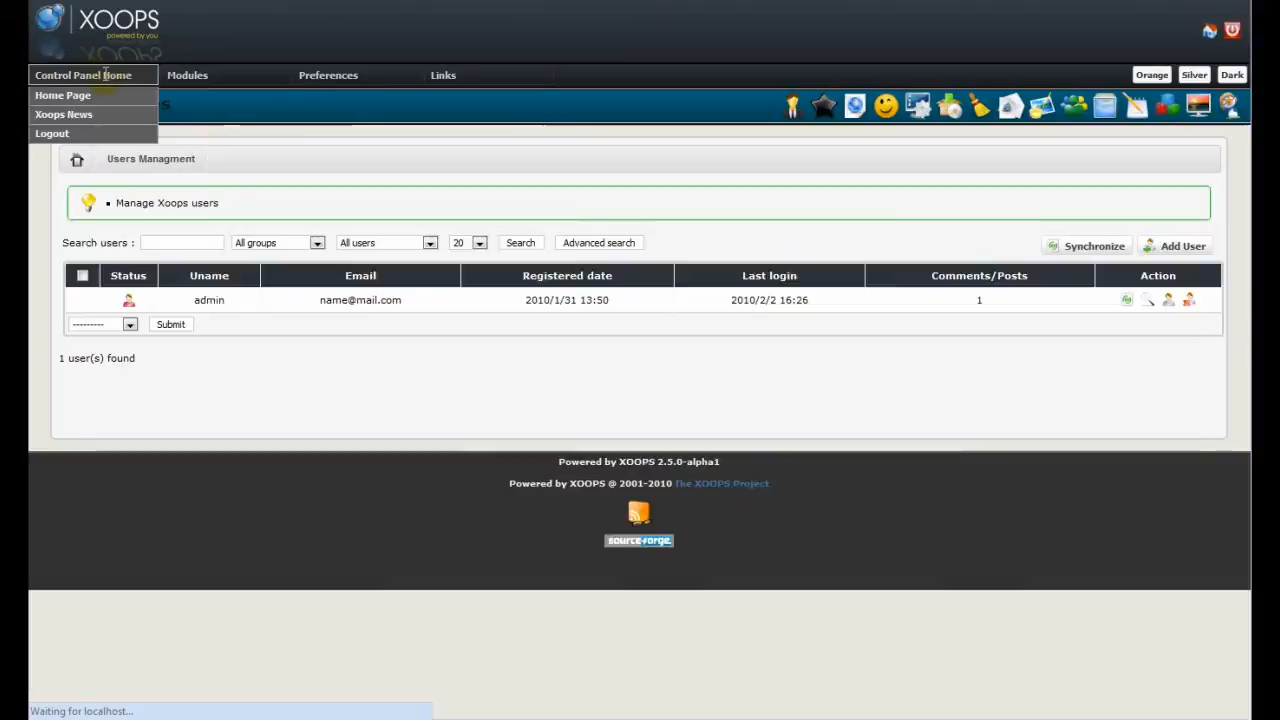 XOOPS
powered by you
Control Panel Home
Modules
Preferences
Links
Orange
Silver
Dark
Home Page
Xoops News
Logout
Users Managment
Manage Xoops users
Search users :
All groups
All users
20
Search
Advanced search
Synchronize
Add User
Status Uname Email Registered date Last login Comments/Posts Action
admin name@mail.com 2010/1/31 13:50 2010/2/2 16:26 1
---------
Submit
1 user(s) found
Powered by XOOPS 2.5.0-alpha1
Powered by XOOPS @ 2001-2010 The XOOPS Project
source-forge
Waiting for localhost...